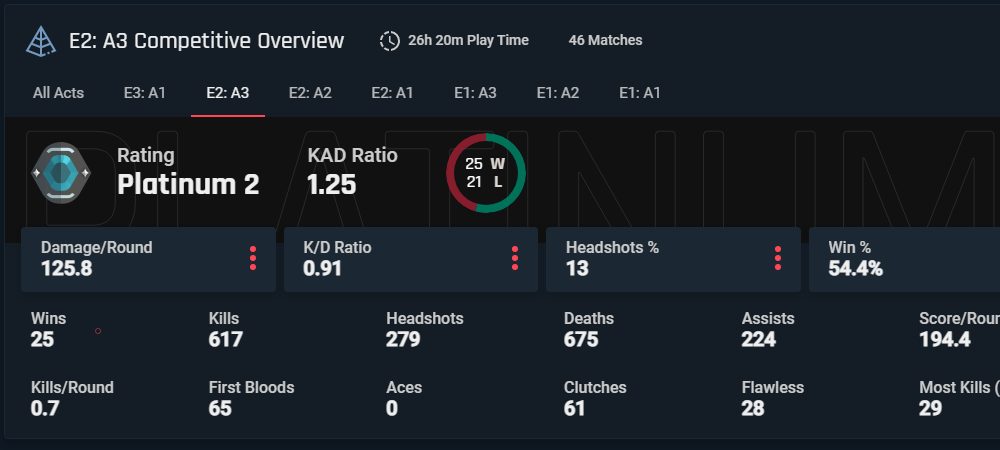 E2: A3 Competitive Overview 26h 20m Play Time 46 Matches
All Acts E3: A1 E2: A3 E2: A2 E2: A1 E1: A3 E1: A2 E1: A1
PLATINUM
Rating KAD Ratio
Platinum 2 1.25
25 W
21 L
Damage/Round K/D Ratio Headshots % Win %
125.8 0.91 13 54.4%
Wins Kills Headshots Deaths Assists Score/Roun
25 617 279 675 224 194.4
Kills/Round First Bloods Aces Clutches Flawless Most Kills (
0.7 65 0 61 28 29